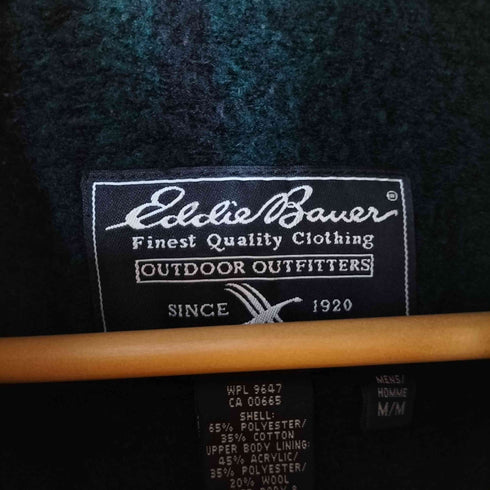 Eddie Bauer®
Finest Quality Clothing
OUTDOOR OUTFITTERS
SINCE 1920
WPL 9647
CA 00665
SHELL:
65% POLYESTER/
35% COTTON
UPPER BODY LINING:
45% ACRYLIC/
35% POLYESTER/
20% WOOL
MENS/
HOMME
M/M